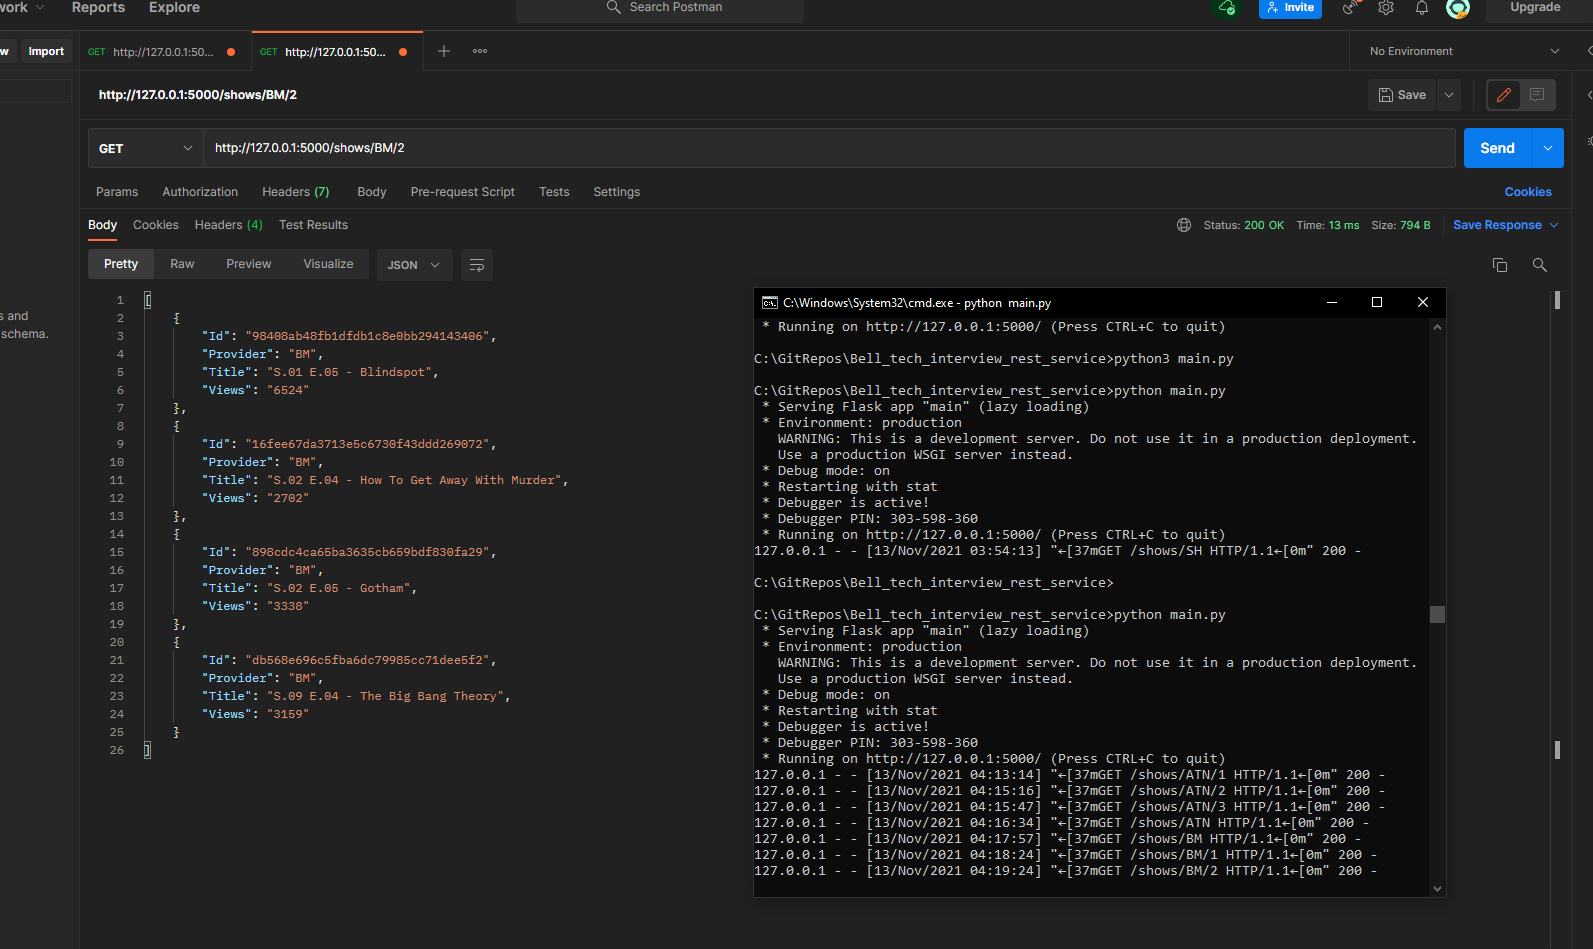 work Reports Explore Search Postman Invite Upgrade
w Import GET http://127.0.0.1:50... GET http://127.0.0.1:50... No Environment
http://127.0.0.1:5000/shows/BM/2 Save
GET http://127.0.0.1:5000/shows/BM/2 Send
Params Authorization Headers (7) Body Pre-request Script Tests Settings Cookies
Body Cookies Headers (4) Test Results Status: 200 OK Time: 13 ms Size: 794 B Save Response
Pretty Raw Preview Visualize JSON
s and
schema.
1 [
2 {
3 "Id": "98408ab48fb1dfdb1c8e0bb294143406",
4 "Provider": "BM",
5 "Title": "S.01 E.05 - Blindspot",
6 "Views": "6524"
7 },
8 {
9 "Id": "16fee67da3713e5c6730f43ddd269072",
10 "Provider": "BM",
11 "Title": "S.02 E.04 - How To Get Away With Murder",
12 "Views": "2702"
13 },
14 {
15 "Id": "898cdc4ca65ba3635cb659bdf830fa29",
16 "Provider": "BM",
17 "Title": "S.02 E.05 - Gotham",
18 "Views": "3338"
19 },
20 {
21 "Id": "db568e696c5fba6dc79985cc71dee5f2",
22 "Provider": "BM",
23 "Title": "S.09 E.04 - The Big Bang Theory",
24 "Views": "3159"
25 }
26 ]
C:\Windows\System32\cmd.exe - python main.py
* Running on http://127.0.0.1:5000/ (Press CTRL+C to quit)
C:\GitRepos\Bell_tech_interview_rest_service>python3 main.py
C:\GitRepos\Bell_tech_interview_rest_service>python main.py
* Serving Flask app "main" (lazy loading)
* Environment: production
WARNING: This is a development server. Do not use it in a production deployment.
Use a production WSGI server instead.
* Debug mode: on
* Restarting with stat
* Debugger is active!
* Debugger PIN: 303-598-360
* Running on http://127.0.0.1:5000/ (Press CTRL+C to quit)
127.0.0.1 - - [13/Nov/2021 03:54:13] "←[37mGET /shows/SH HTTP/1.1←[0m" 200 -
C:\GitRepos\Bell_tech_interview_rest_service>
C:\GitRepos\Bell_tech_interview_rest_service>python main.py
* Serving Flask app "main" (lazy loading)
* Environment: production
WARNING: This is a development server. Do not use it in a production deployment.
Use a production WSGI server instead.
* Debug mode: on
* Restarting with stat
* Debugger is active!
* Debugger PIN: 303-598-360
* Running on http://127.0.0.1:5000/ (Press CTRL+C to quit)
127.0.0.1 - - [13/Nov/2021 04:13:14] "←[37mGET /shows/ATN/1 HTTP/1.1←[0m" 200 -
127.0.0.1 - - [13/Nov/2021 04:15:16] "←[37mGET /shows/ATN/2 HTTP/1.1←[0m" 200 -
127.0.0.1 - - [13/Nov/2021 04:15:47] "←[37mGET /shows/ATN/3 HTTP/1.1←[0m" 200 -
127.0.0.1 - - [13/Nov/2021 04:16:34] "←[37mGET /shows/ATN HTTP/1.1←[0m" 200 -
127.0.0.1 - - [13/Nov/2021 04:17:57] "←[37mGET /shows/BM HTTP/1.1←[0m" 200 -
127.0.0.1 - - [13/Nov/2021 04:18:24] "←[37mGET /shows/BM/1 HTTP/1.1←[0m" 200 -
127.0.0.1 - - [13/Nov/2021 04:19:24] "←[37mGET /shows/BM/2 HTTP/1.1←[0m" 200 -